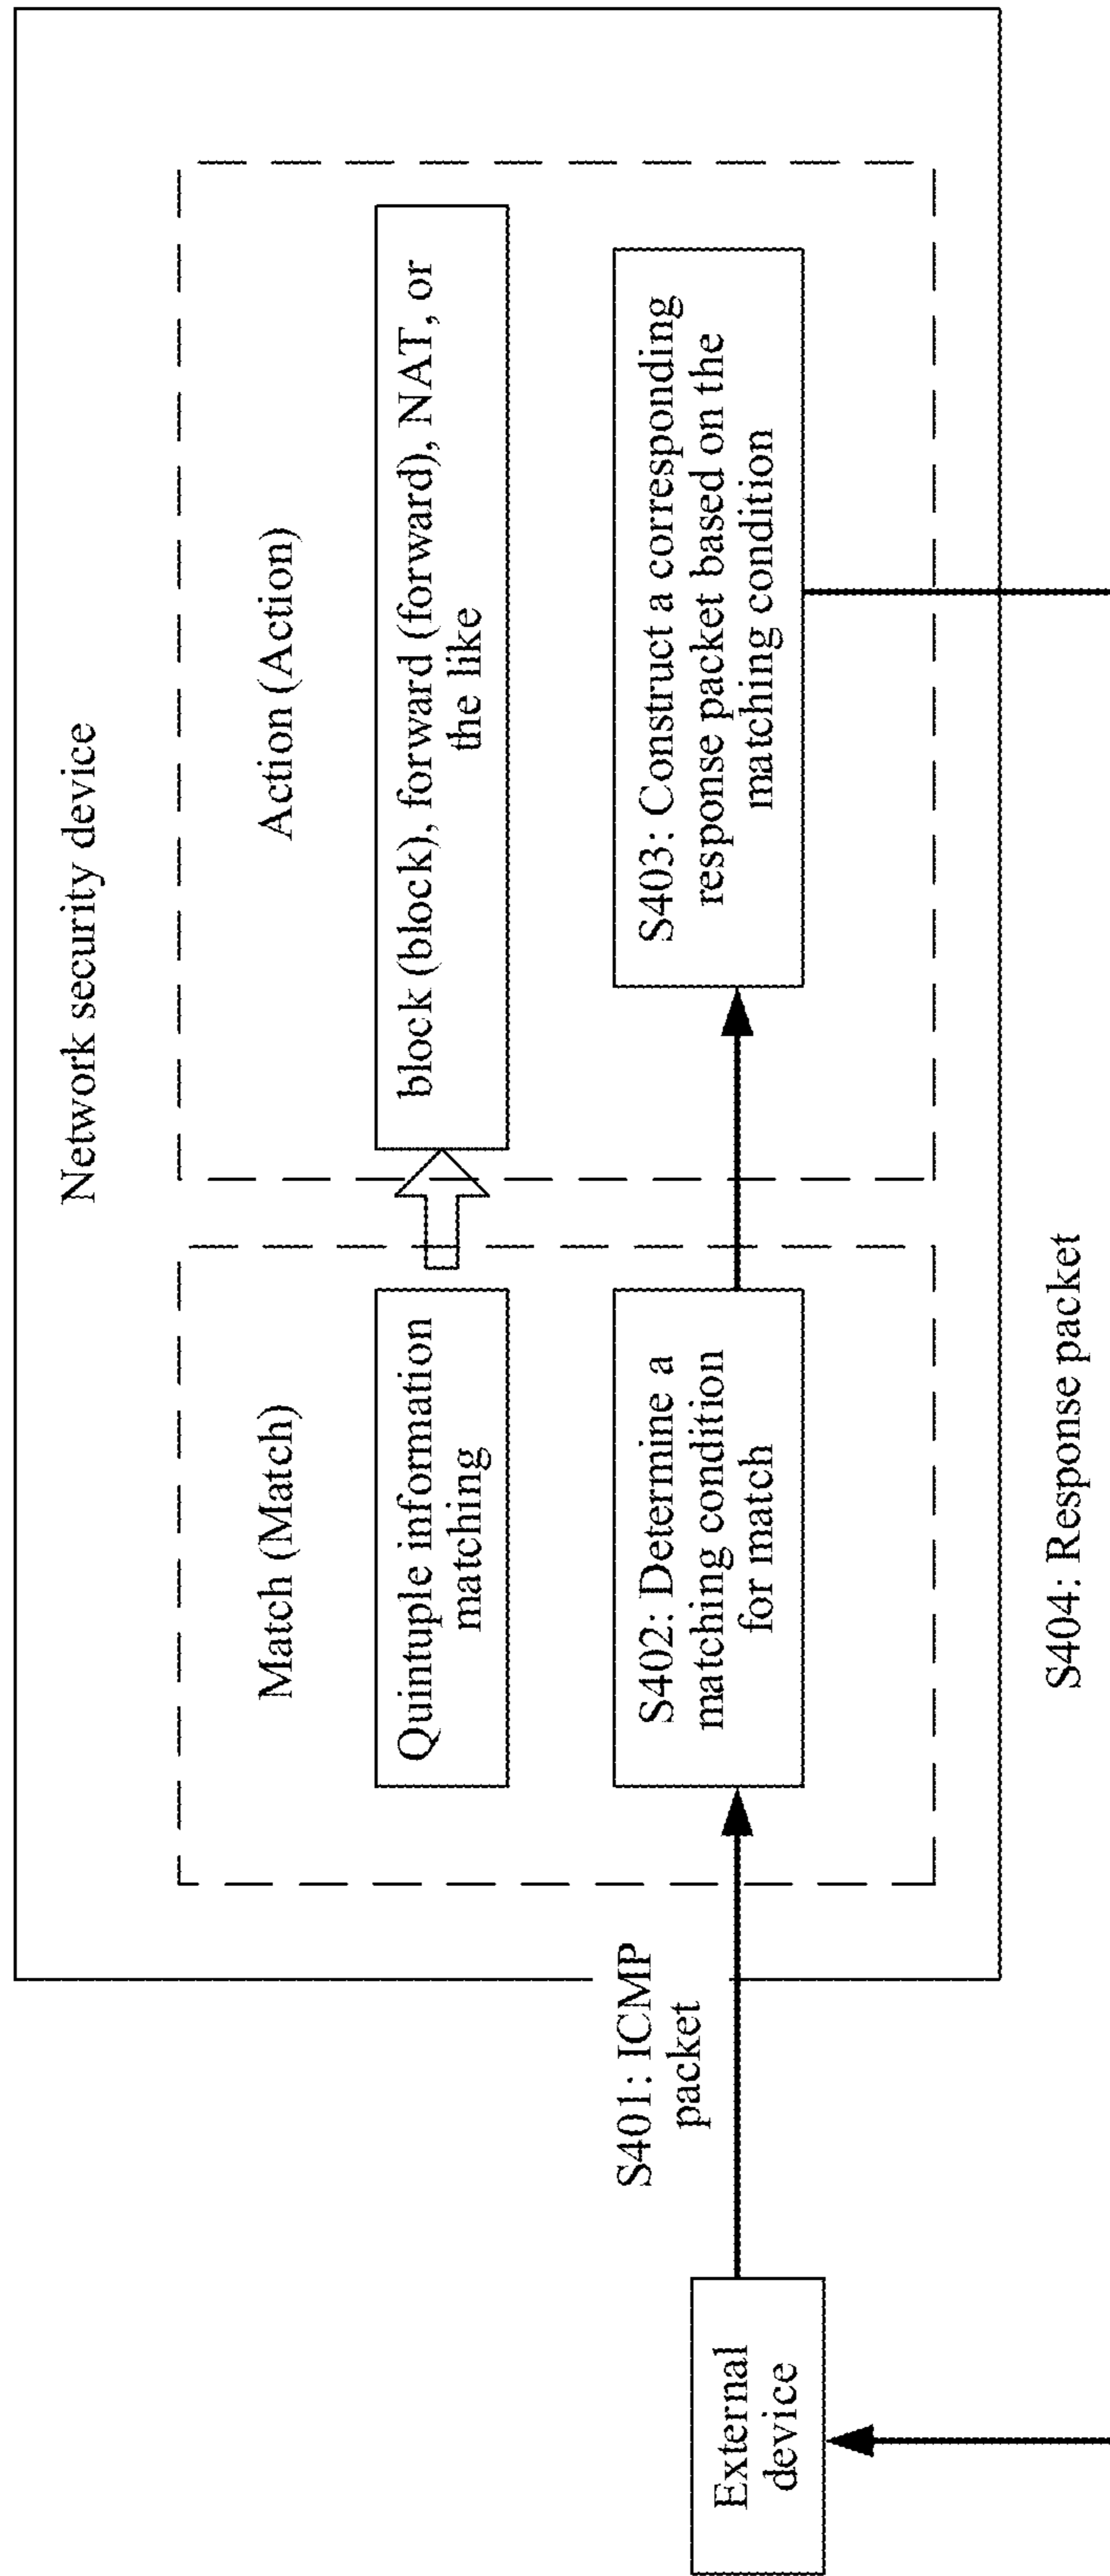 Network security device
Match (Match)
Action (Action)
Quintuple information
matching
block (block), forward (forward), NAT, or
the like
S401: ICMP
packet
S402: Determine a
matching condition
for match
S403: Construct a corresponding
response packet based on the
matching condition
External
device
S404: Response packet